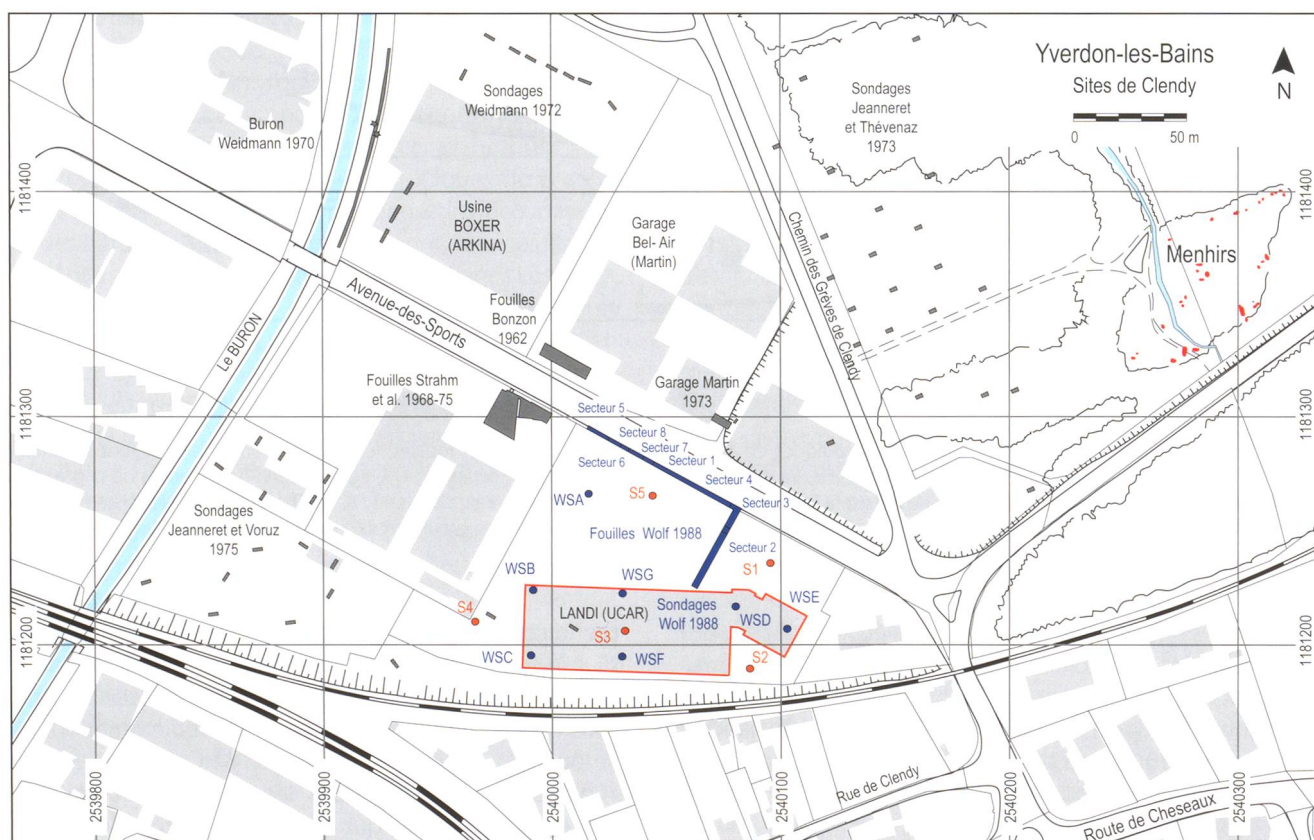 Yverdon-les-Bains
Sites de Clendy
N
0
50 m
Sondages
Weidmann 1972
Buron
Weidmann 1970
Sondages
Jeanneret
et Thévenaz
1973
1181400
1181400
Usine
BOXER
(ARKINA)
Garage
Bel- Air
(Martin)
Chemin des Grèves de Clendy
Menhirs
Avenue-des-Sports
Fouilles
Bonzon
1962
Le BURON
Fouilles Strahm
et al. 1968-75
Garage Martin
1973
1181300
1181300
Secteur 5
Secteur 8
Secteur 7
Secteur 6
Secteur 1
Secteur 4
Secteur 3
WSA
S5
Sondages
Jeanneret et Voruz
1975
Fouilles Wolf 1988
Secteur 2
S1
WSB
WSG
WSE
S4
LANDI (UCAR)
Sondages
Wolf 1988
WSD
S3
1181200
1181200
WSC
WSF
S2
Rue de Clendy
Route de Cheseaux
2539800
2539900
2540000
2540100
2540200
2540300